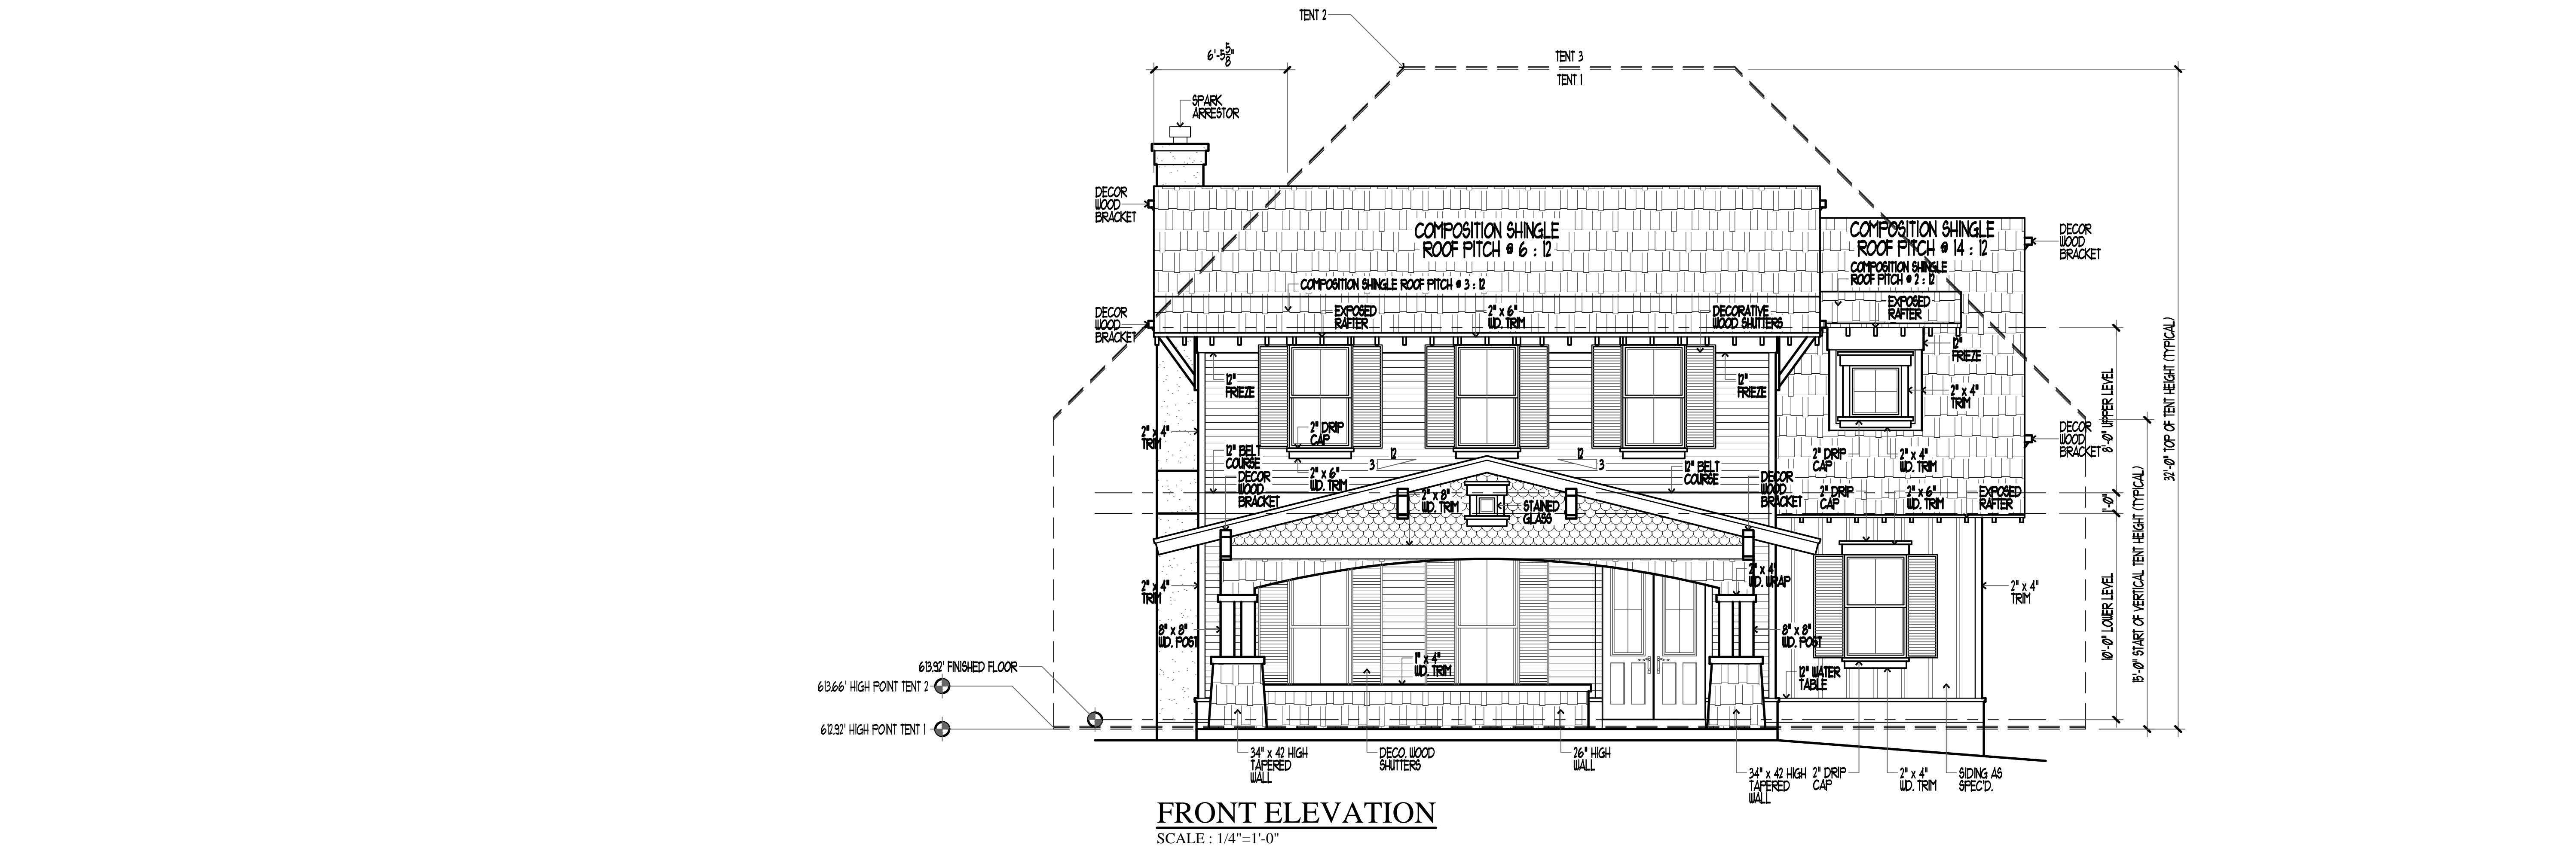 TENT 2
6'-5 5/8"
TENT 3
TENT 1
SPARK
ARRESTOR
DECOR
WOOD
BRACKET
COMPOSITION SHINGLE
ROOF PITCH @ 6 : 12
COMPOSITION SHINGLE
ROOF PITCH @ 14 : 12
DECOR
WOOD
BRACKET
COMPOSITION SHINGLE
ROOF PITCH @ 2 : 12
COMPOSITION SHINGLE ROOF PITCH @ 3 : 12
DECOR
WOOD
BRACKET
EXPOSED
RAFTER
2" x 6"
WD. TRIM
DECORATIVE
WOOD SHUTTERS
EXPOSED
RAFTER
12"
FRIEZE
12"
FRIEZE
12"
FRIEZE
2" x 4"
TRIM
2" x 4"
TRIM
2" DRIP
CAP
12" BELT
COURSE
DECOR
WOOD
BRACKET
2" x 6"
WD. TRIM
12
3
12
3
12" BELT
COURSE
DECOR
WOOD
BRACKET
2" DRIP
CAP
2" x 4"
WD. TRIM
DECOR
WOOD
BRACKET
2" x 8"
WD. TRIM
STAINED
GLASS
2" DRIP
CAP
2" x 6"
WD. TRIM
EXPOSED
RAFTER
8'-0" UPPER LEVEL
1'-0"
10'-0" LOWER LEVEL
15'-0" START OF VERTICAL TENT HEIGHT (TYPICAL)
32'-0" TOP OF TENT HEIGHT (TYPICAL)
2" x 4"
TRIM
2" x 4"
WD. WRAP
2" x 4"
TRIM
8" x 8"
WD. POST
8" x 8"
WD. POST
1" x 4"
WD. TRIM
12" WATER
TABLE
613.92' FINISHED FLOOR
613.66' HIGH POINT TENT 2
612.92' HIGH POINT TENT 1
34" x 42 HIGH
TAPERED
WALL
DECO. WOOD
SHUTTERS
26" HIGH
WALL
34" x 42 HIGH
TAPERED
WALL
2" DRIP
CAP
2" x 4"
WD. TRIM
SIDING AS
SPEC'D.
FRONT ELEVATION
SCALE : 1/4"=1'-0"